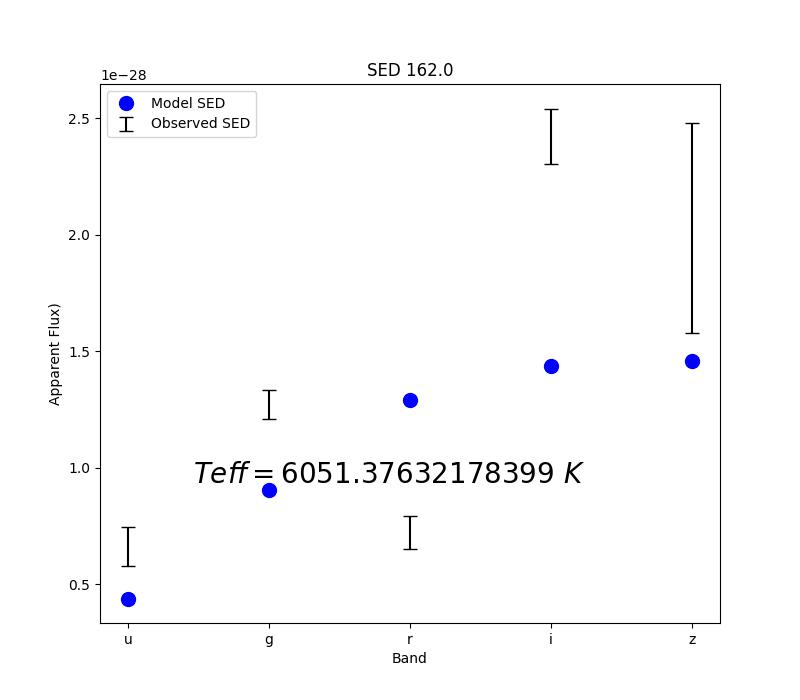 SED 162.0
1e−28
Model SED
Observed SED
2.5
2.0
1.5
1.0
0.5
Apparent Flux)
Teff = 6051.37632178399 K
u g r i z
Band